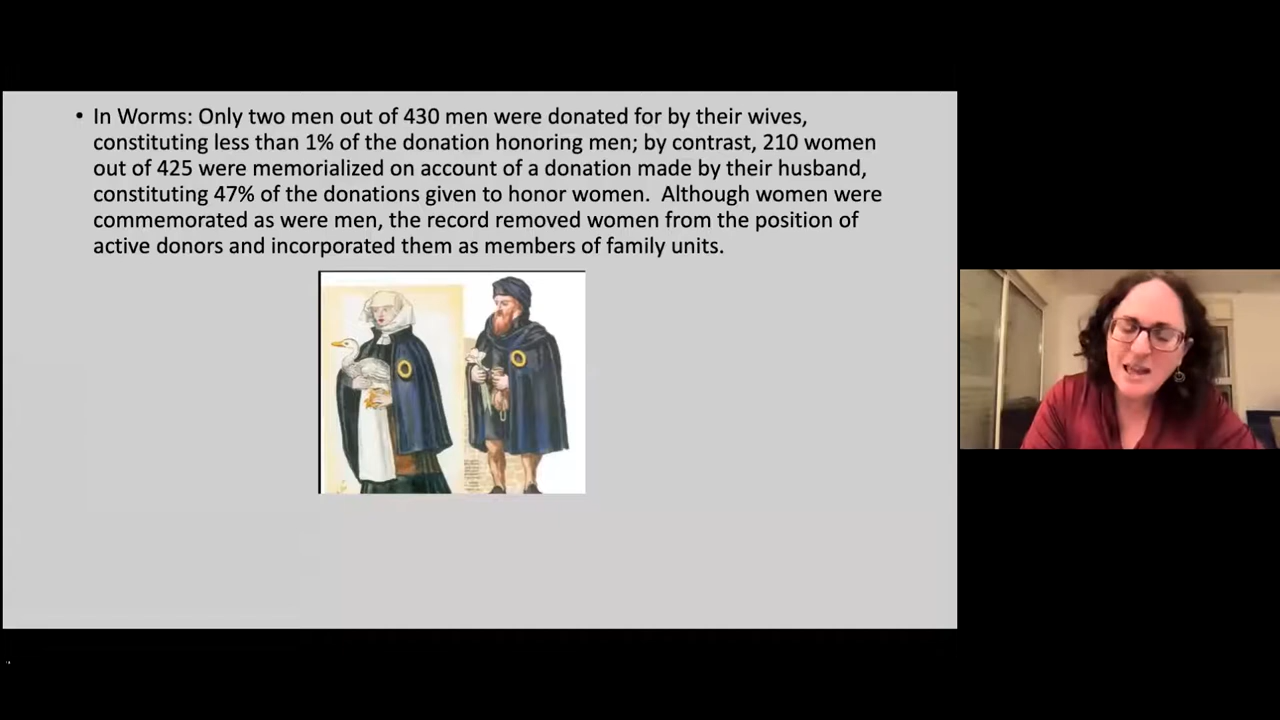 • In Worms: Only two men out of 430 men were donated for by their wives,
constituting less than 1% of the donation honoring men; by contrast, 210 women
out of 425 were memorialized on account of a donation made by their husband,
constituting 47% of the donations given to honor women.  Although women were
commemorated as were men, the record removed women from the position of
active donors and incorporated them as members of family units.